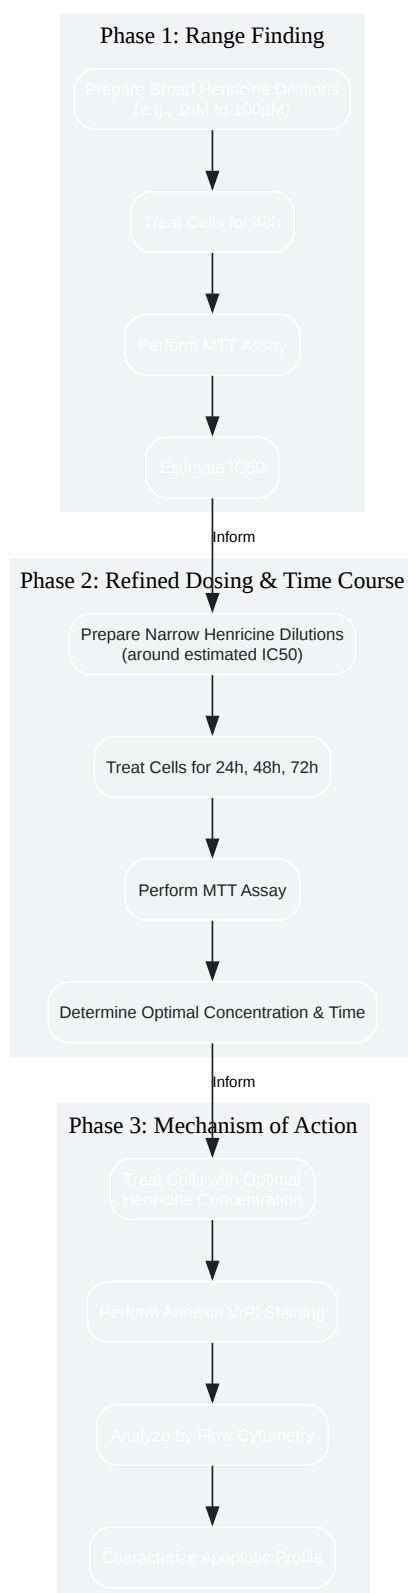 Phase 1: Range Finding
Prepare Broad Henricine Dilutions
(e.g., 1nM to 100µM)
Treat Cells for 48h
Perform MTT Assay
Estimate IC50
Inform
Phase 2: Refined Dosing & Time Course
Prepare Narrow Henricine Dilutions
(around estimated IC50)
Treat Cells for 24h, 48h, 72h
Perform MTT Assay
Determine Optimal Concentration & Time
Inform
Phase 3: Mechanism of Action
Treat Cells with Optimal
Henricine Concentration
Perform Annexin V/PI Staining
Analyze by Flow Cytometry
Characterize Apoptotic Profile